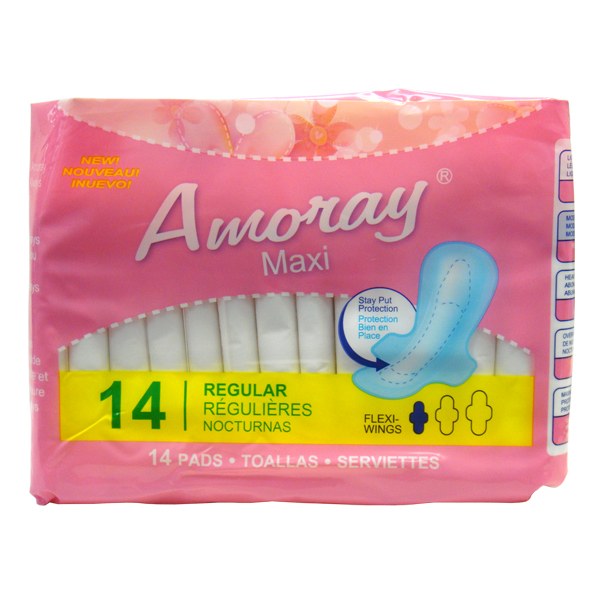 NEW!
NOUVEAU!
¡NUEVO!
Amoray®
Maxi
Stay Put
Protection
Protection
Bien en
Place
14
REGULAR
RÉGULIÈRES
NOCTURNAS
FLEXI-
WINGS
14 PADS • TOALLAS • SERVIETTES